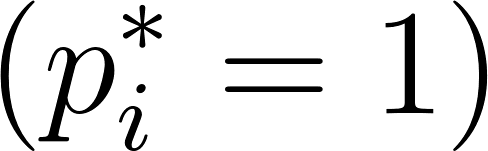 $(p_i^* = 1)$